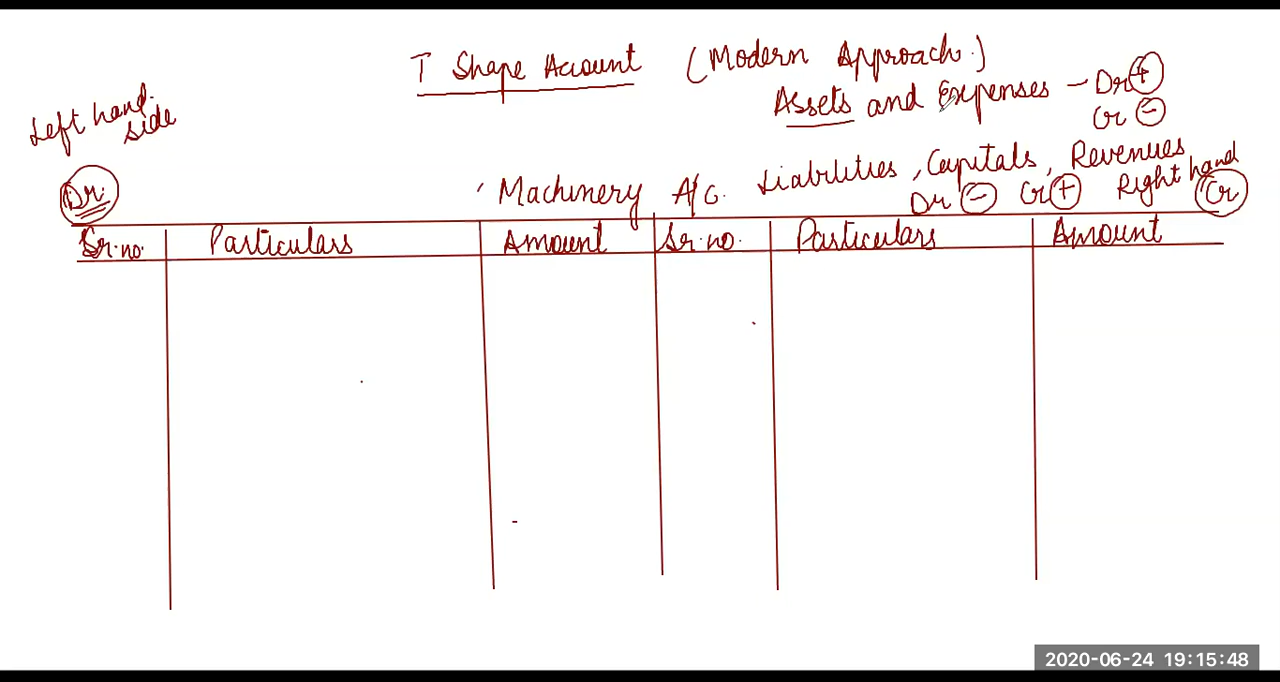 T Shape Account (Modern Approach.)
Assets and Expenses - Dr +
Cr -
Left hand.
side
Liabilities, Capitals, Revenues
Dr - Cr + Right hand
Dr. Machinery A/c. Cr
Sr.no. Particulars Amount Sr.no. Particulars Amount
2020-06-24 19:15:48